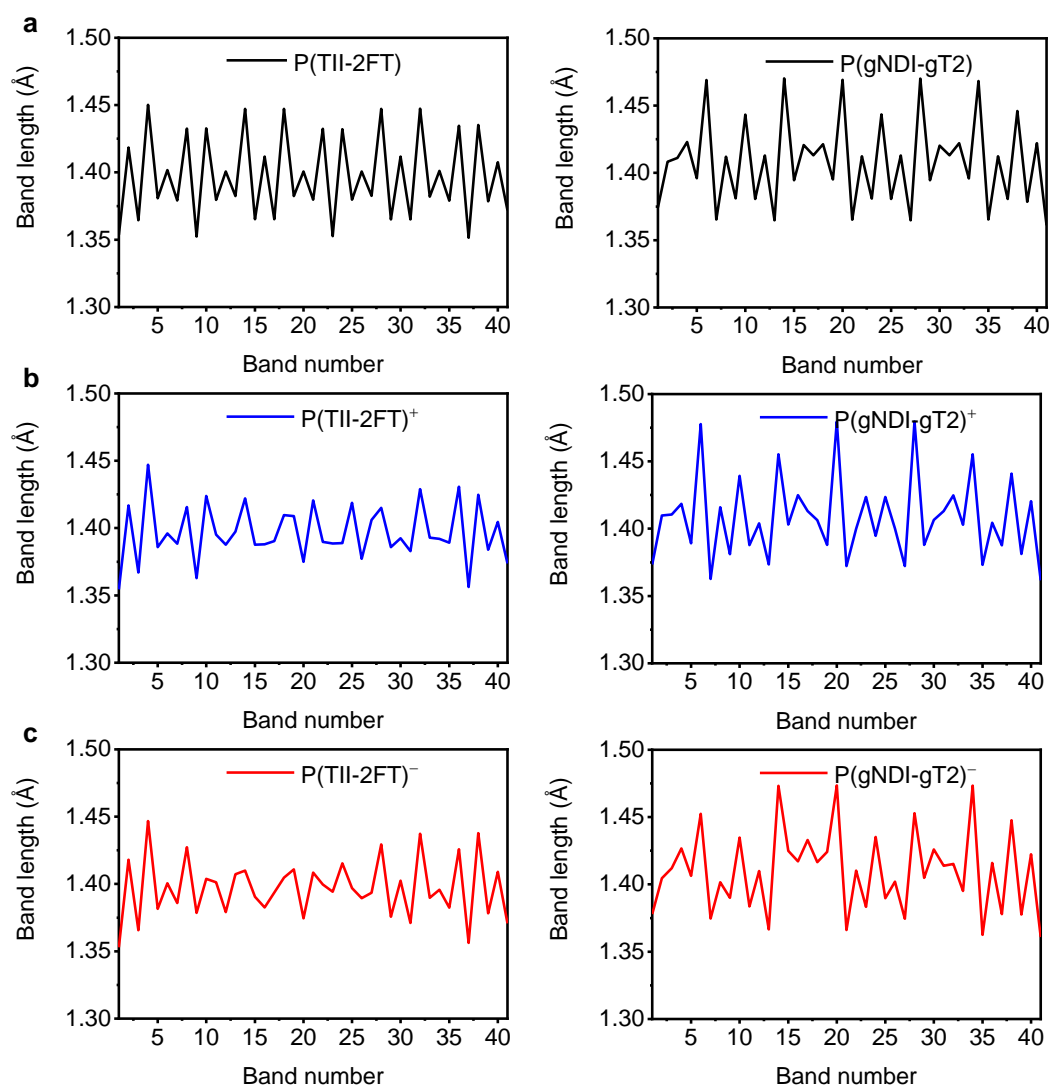 a
1.50
1.45
1.40
1.35
1.30
Band length (Å)
P(TII-2FT)
5 10 15 20 25 30 35 40
Band number
1.50
1.45
1.40
1.35
1.30
Band length (Å)
P(gNDI-gT2)
5 10 15 20 25 30 35 40
Band number
b
1.50
1.45
1.40
1.35
1.30
Band length (Å)
P(TII-2FT)⁺
5 10 15 20 25 30 35 40
Band number
1.50
1.45
1.40
1.35
1.30
Band length (Å)
P(gNDI-gT2)⁺
5 10 15 20 25 30 35 40
Band number
c
1.50
1.45
1.40
1.35
1.30
Band length (Å)
P(TII-2FT)⁻
5 10 15 20 25 30 35 40
Band number
1.50
1.45
1.40
1.35
1.30
Band length (Å)
P(gNDI-gT2)⁻
5 10 15 20 25 30 35 40
Band number